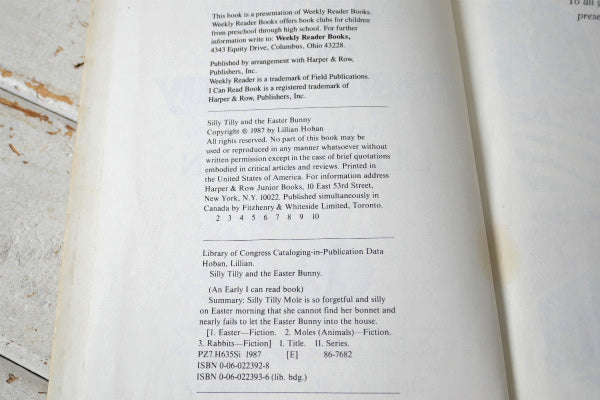 This book is a presentation of Weekly Reader Books.
Weekly Reader Books offers book clubs for children
from preschool through high school. For further
information write to: Weekly Reader Books,
4343 Equity Drive, Columbus, Ohio 43228.
Published by arrangement with Harper & Row,
Publishers, Inc.
Weekly Reader is a trademark of Field Publications.
I Can Read Book is a registered trademark of
Harper & Row, Publishers, Inc.
Silly Tilly and the Easter Bunny
Copyright © 1987 by Lillian Hoban
All rights reserved. No part of this book may be
used or reproduced in any manner whatsoever without
written permission except in the case of brief quotations
embodied in critical articles and reviews. Printed in
the United States of America. For information address
Harper & Row Junior Books, 10 East 53rd Street,
New York, N.Y. 10022. Published simultaneously in
Canada by Fitzhenry & Whiteside Limited, Toronto.
2 3 4 5 6 7 8 9 10
Library of Congress Cataloging-in-Publication Data
Hoban, Lillian.
Silly Tilly and the Easter Bunny.
(An Early I can read book)
Summary: Silly Tilly Mole is so forgetful and silly
on Easter morning that she cannot find her bonnet and
nearly fails to let the Easter Bunny into the house.
[1. Easter—Fiction. 2. Moles (Animals)—Fiction.
3. Rabbits—Fiction] I. Title. II. Series.
PZ7.H635Si 1987 [E] 86-7682
ISBN 0-06-022392-8
ISBN 0-06-022393-6 (lib. bdg.)
To all
prese